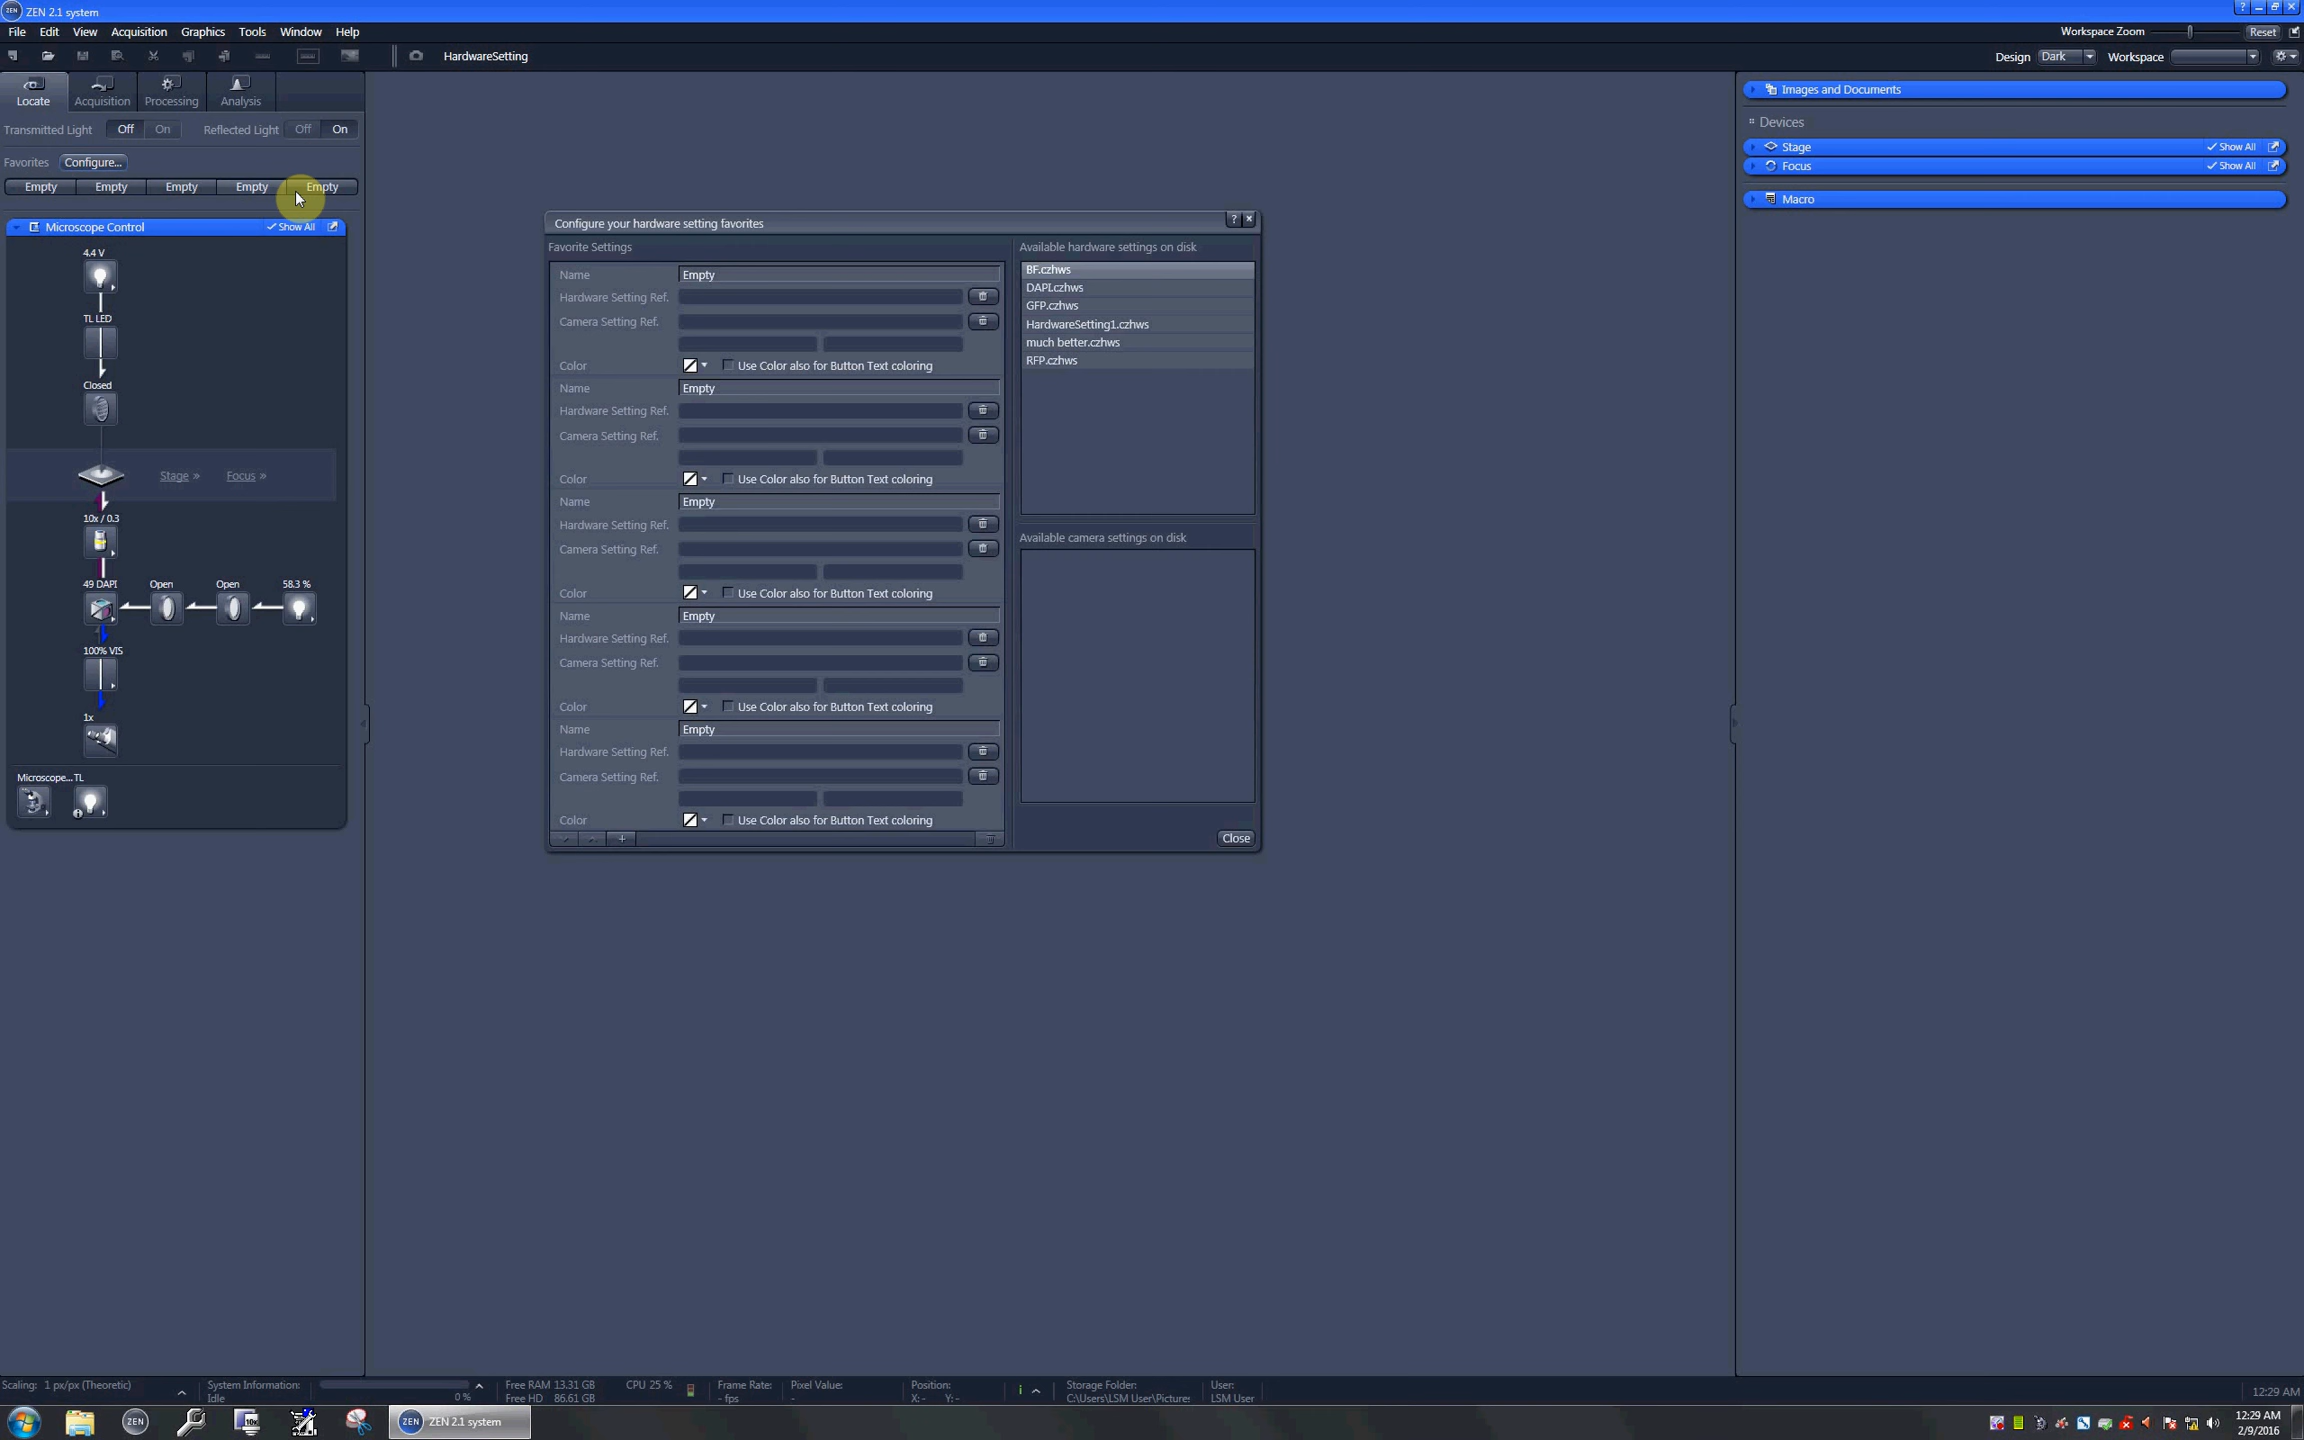 ZEN 2.1 system
File Edit View Acquisition Graphics Tools Window Help
Workspace Zoom Reset
HardwareSetting
Design Dark Workspace
Locate Acquisition Processing Analysis
Transmitted Light Off On Reflected Light Off On
Favorites Configure...
Empty Empty Empty Empty Empty
Microscope Control Show All
4.4 V
TL LED
Closed
Stage » Focus »
10x / 0.3
49 DAPI Open Open 58.3 %
100% VIS
1x
Microscope... TL
Configure your hardware setting favorites
Favorite Settings
Name Empty
Hardware Setting Ref.
Camera Setting Ref.
Color Use Color also for Button Text coloring
Name Empty
Hardware Setting Ref.
Camera Setting Ref.
Color Use Color also for Button Text coloring
Name Empty
Hardware Setting Ref.
Camera Setting Ref.
Color Use Color also for Button Text coloring
Name Empty
Hardware Setting Ref.
Camera Setting Ref.
Color Use Color also for Button Text coloring
Name Empty
Hardware Setting Ref.
Camera Setting Ref.
Color Use Color also for Button Text coloring
Available hardware settings on disk
BF.czhws
DAPI.czhws
GFP.czhws
HardwareSetting1.czhws
much better.czhws
RFP.czhws
Available camera settings on disk
Close
Images and Documents
Devices
Stage Show All
Focus Show All
Macro
Scaling: 1 px/px (Theoretic) System Information: Free RAM 13.31 GB CPU 25 % Frame Rate: Pixel Value: Position: Storage Folder: User:
Idle 0 % Free HD 86.61 GB - fps - X:- Y:- C:\Users\LSM User\Pictures LSM User
12:29 AM
ZEN
ZEN ZEN 2.1 system
12:29 AM
2/9/2016